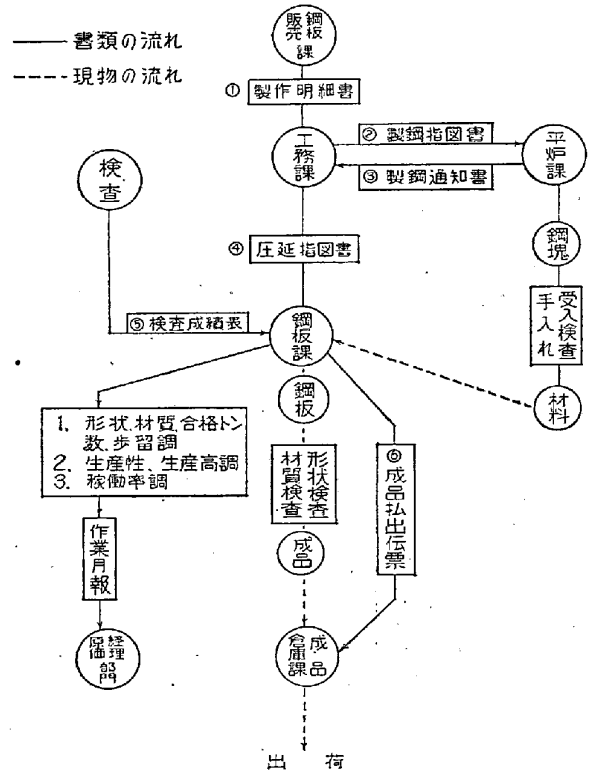 書類の流れ
現物の流れ
鋼板販売課
① 製作明細書
工務課
② 製鋼指図書
③ 製鋼通知書
平炉課
検査
鋼塊
④ 圧延指図書
受入検査
手入れ
⑤ 検査成績表
鋼板課
材料
鋼板
1. 形状、材質、合格トン
数、歩留調
2. 生産性、生産高調
3. 稼働率調
形状検査
材質検査
⑥ 成品払出伝票
作業月報
成品
経理部門
原価
成品倉庫課
出荷